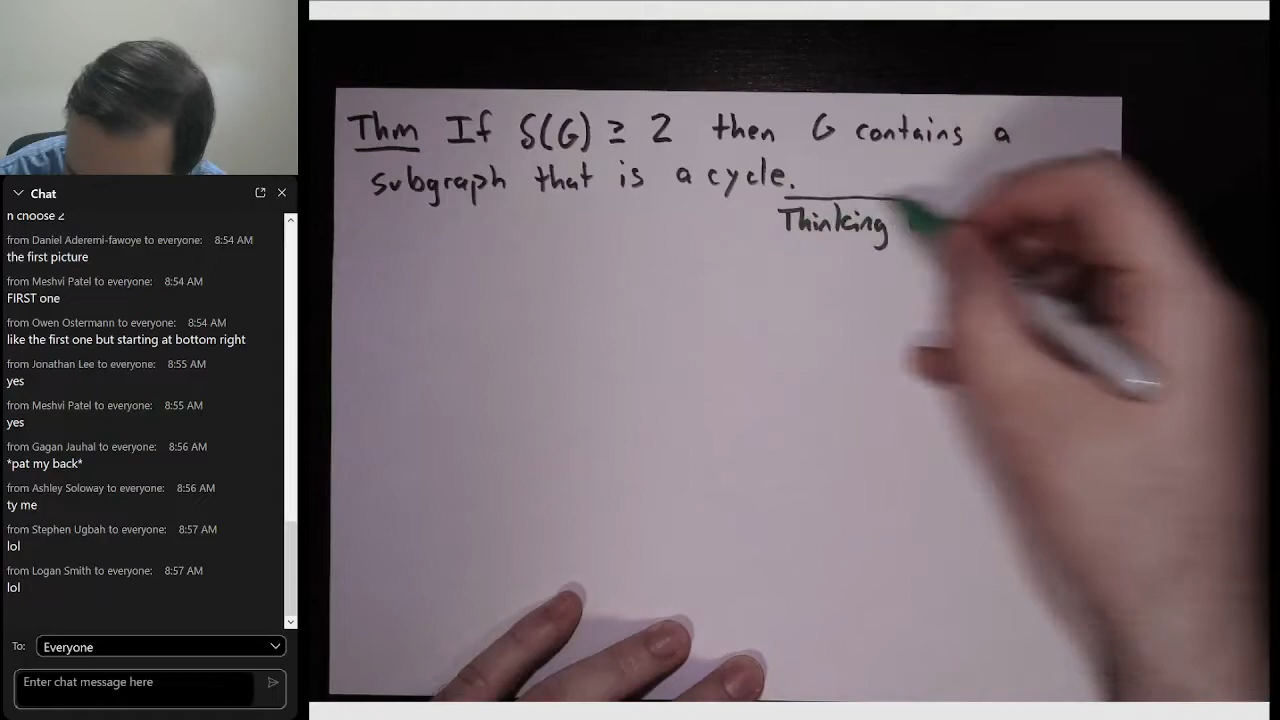 Chat
n choose 2
from Daniel Aderemi-fawoye to everyone: 8:54 AM
the first picture
from Meshvi Patel to everyone: 8:54 AM
FIRST one
from Owen Ostermann to everyone: 8:54 AM
like the first one but starting at bottom right
from Jonathan Lee to everyone: 8:55 AM
yes
from Meshvi Patel to everyone: 8:55 AM
yes
from Gagan Jauhal to everyone: 8:56 AM
*pat my back*
from Ashley Soloway to everyone: 8:56 AM
ty me
from Stephen Ugbah to everyone: 8:57 AM
lol
from Logan Smith to everyone: 8:57 AM
lol
To: Everyone
Enter chat message here
Thm If δ(G) ≥ 2 then G contains a
subgraph that is a cycle.
Thinking